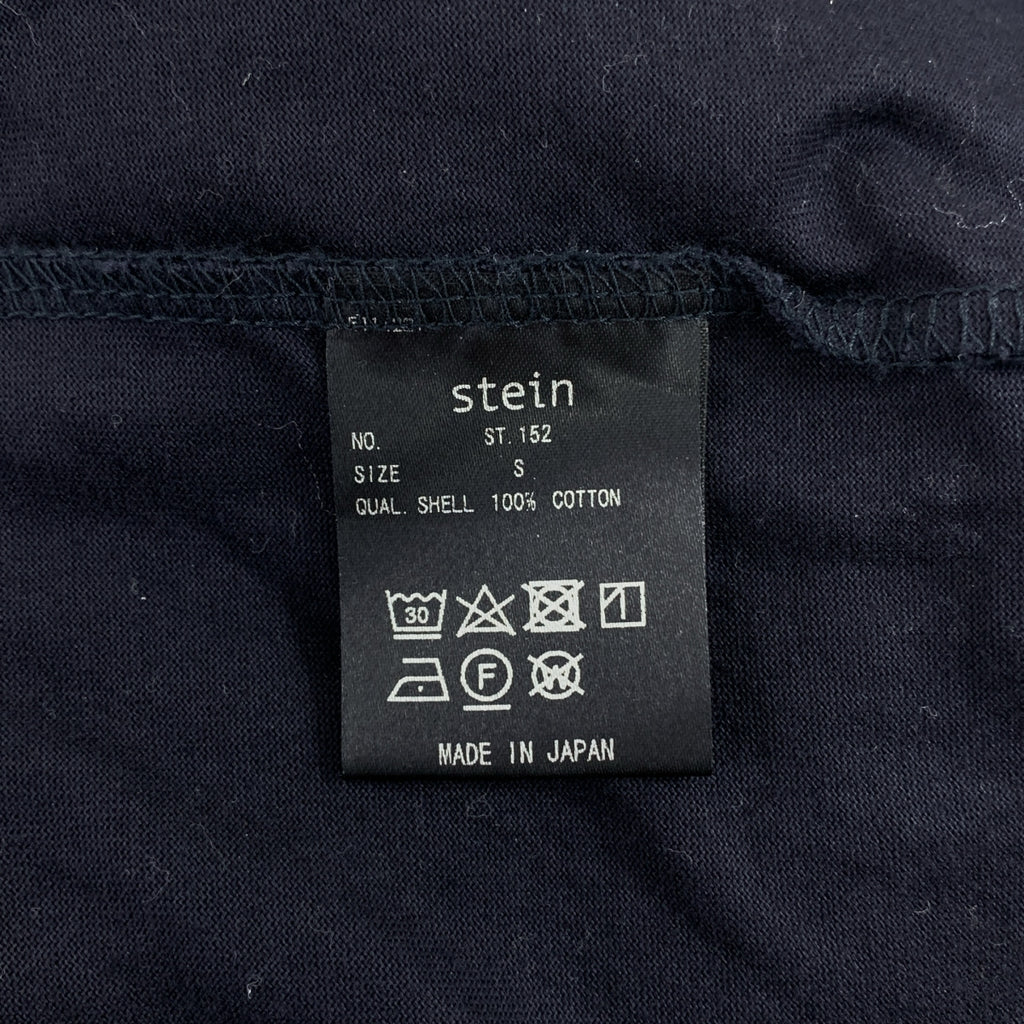 stein
NO. ST.152
SIZE S
QUAL. SHELL 100% COTTON
30
F
W
MADE IN JAPAN